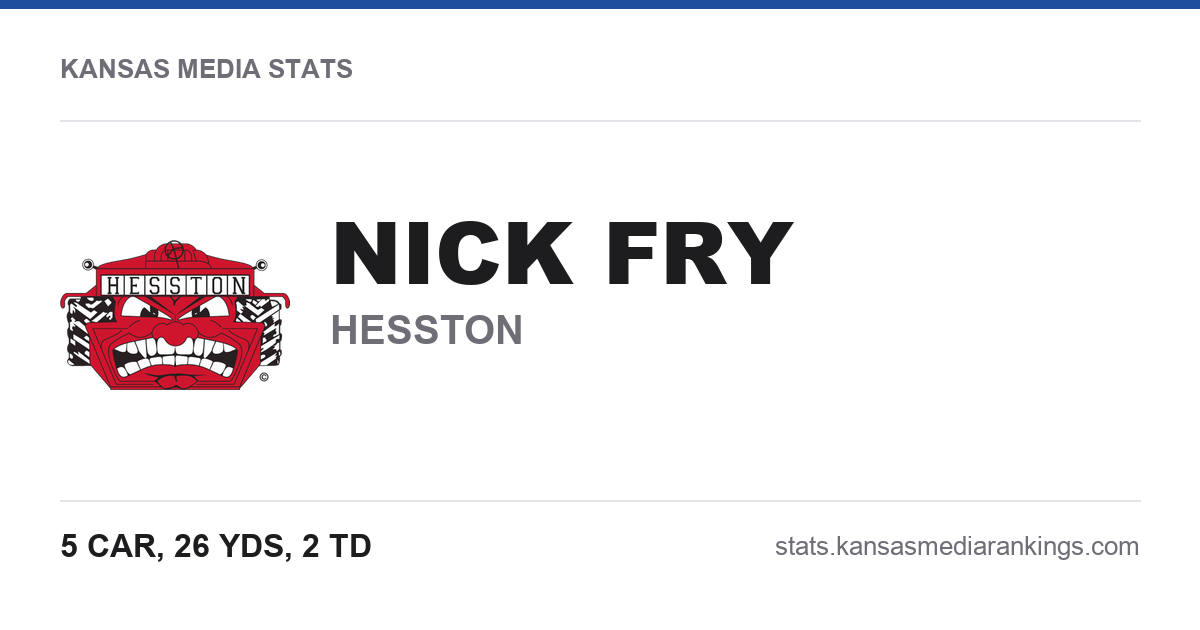 KANSAS MEDIA STATS
HESSTON
©
NICK FRY
HESSTON
5 CAR, 26 YDS, 2 TD
stats.kansasmediarankings.com